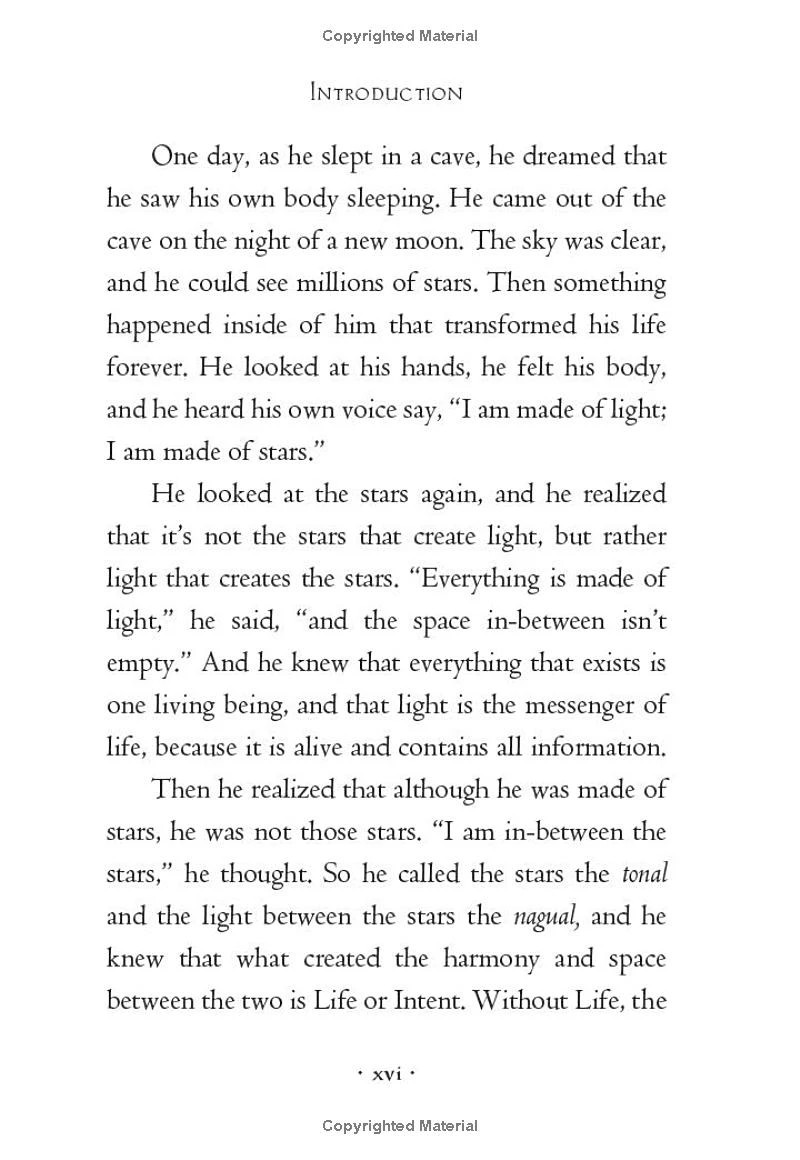 Copyrighted Material
Introduction
One day, as he slept in a cave, he dreamed that
he saw his own body sleeping. He came out of the
cave on the night of a new moon. The sky was clear,
and he could see millions of stars. Then something
happened inside of him that transformed his life
forever. He looked at his hands, he felt his body,
and he heard his own voice say, “I am made of light;
I am made of stars.”
He looked at the stars again, and he realized
that it’s not the stars that create light, but rather
light that creates the stars. “Everything is made of
light,” he said, “and the space in-between isn’t
empty.” And he knew that everything that exists is
one living being, and that light is the messenger of
life, because it is alive and contains all information.
Then he realized that although he was made of
stars, he was not those stars. “I am in-between the
stars,” he thought. So he called the stars the tonal
and the light between the stars the nagual, and he
knew that what created the harmony and space
between the two is Life or Intent. Without Life, the
· xvi ·
Copyrighted Material